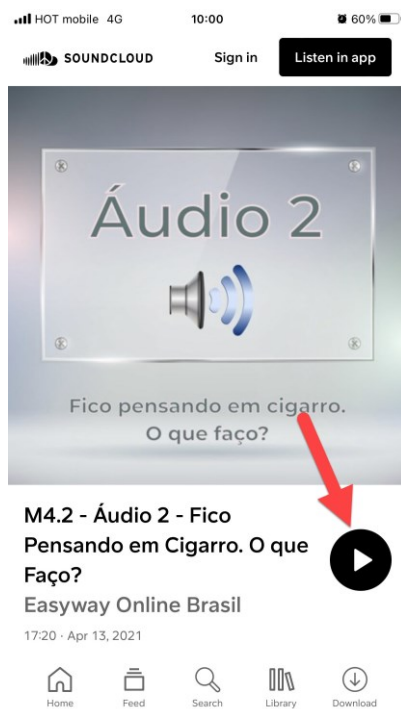 HOT mobile 4G 10:00 60%
SOUNDCLOUD Sign in Listen in app
Áudio 2
Fico pensando em cigarro.
O que faço?
M4.2 - Áudio 2 - Fico
Pensando em Cigarro. O que
Faço?
Easyway Online Brasil
17:20 · Apr 13, 2021
Home Feed Search Library Download